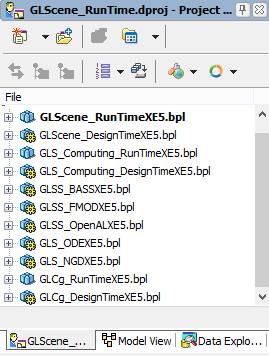 GLScene_RunTime.dproj - Project ...
File
GLScene_RunTimeXE5.bpl
GLScene_DesignTimeXE5.bpl
GLS_Computing_RunTimeXE5.bpl
GLS_Computing_DesignTimeXE5.bpl
GLSS_BASSXE5.bpl
GLSS_FMODXE5.bpl
GLSS_OpenALXE5.bpl
GLS_ODEXE5.bpl
GLS_NGDXE5.bpl
GLCg_RunTimeXE5.bpl
GLCg_DesignTimeXE5.bpl
GLScene_... Model View Data Explo...